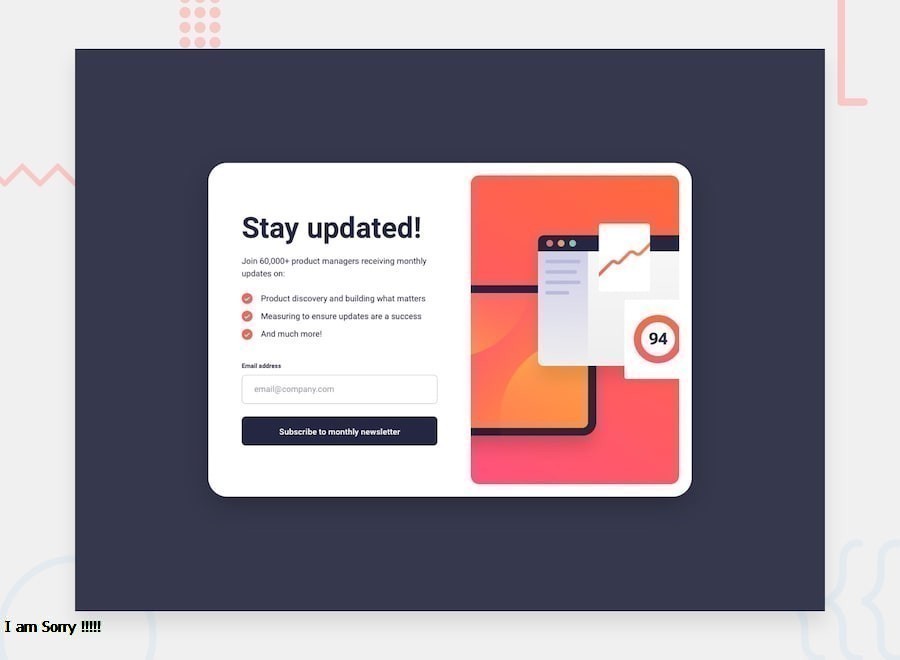 Stay updated!
Join 60,000+ product managers receiving monthly
updates on:
Product discovery and building what matters
Measuring to ensure updates are a success
And much more!
Email address
email@company.com
Subscribe to monthly newsletter
94
I am Sorry !!!!!